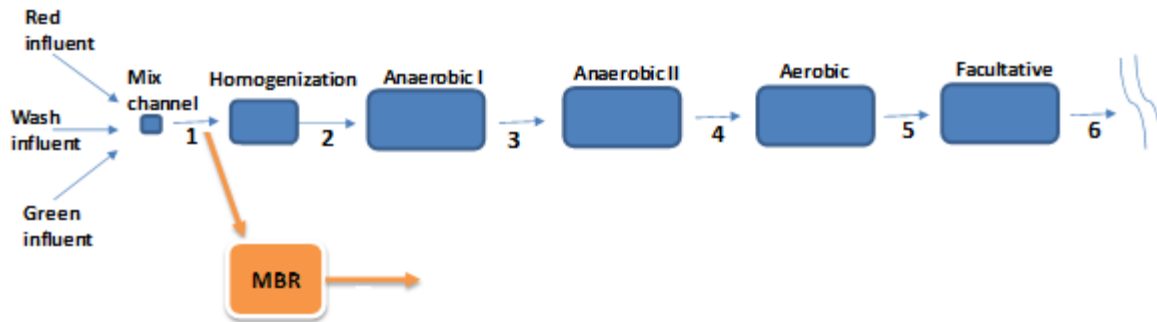 Red
influent
Mix
channel
Homogenization
Anaerobic I
Anaerobic II
Aerobic
Facultative
Wash
influent
1
2
3
4
5
6
Green
influent
MBR